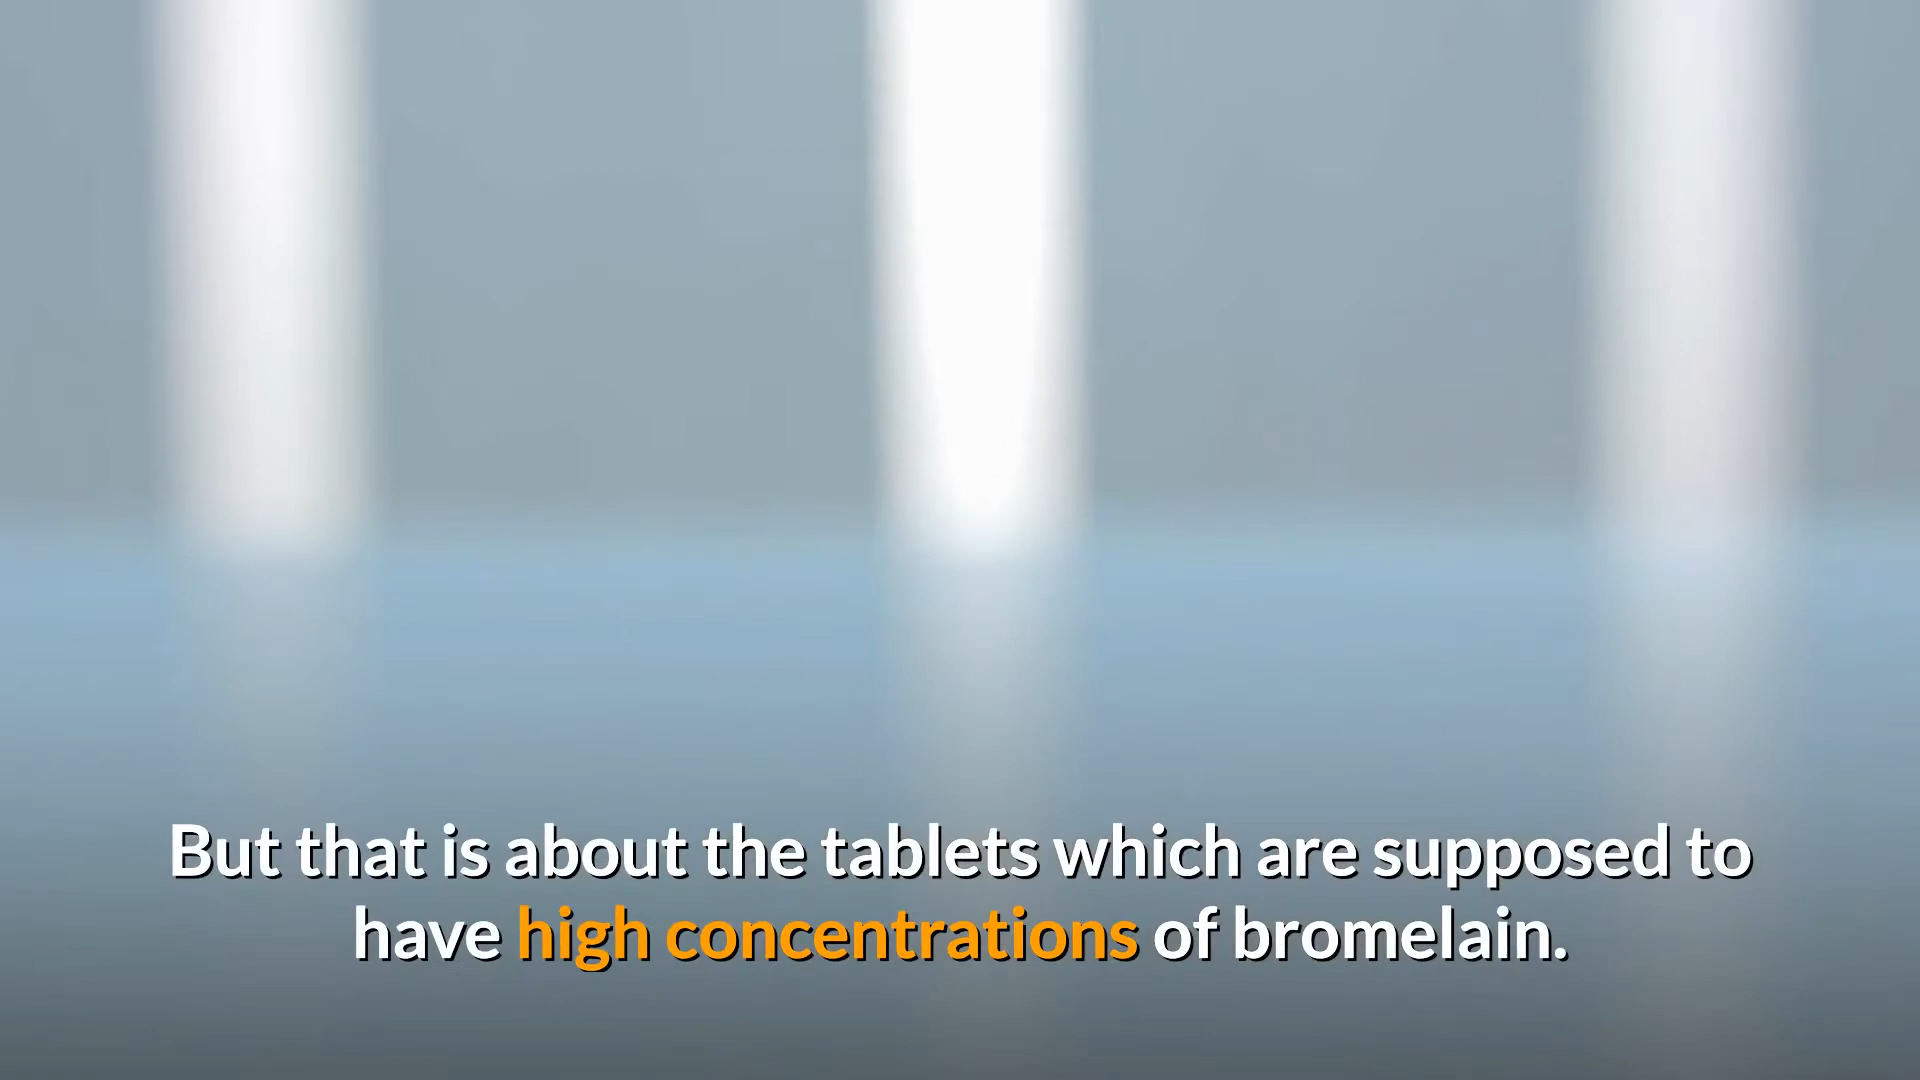 But that is about the tablets which are supposed to
have high concentrations of bromelain.